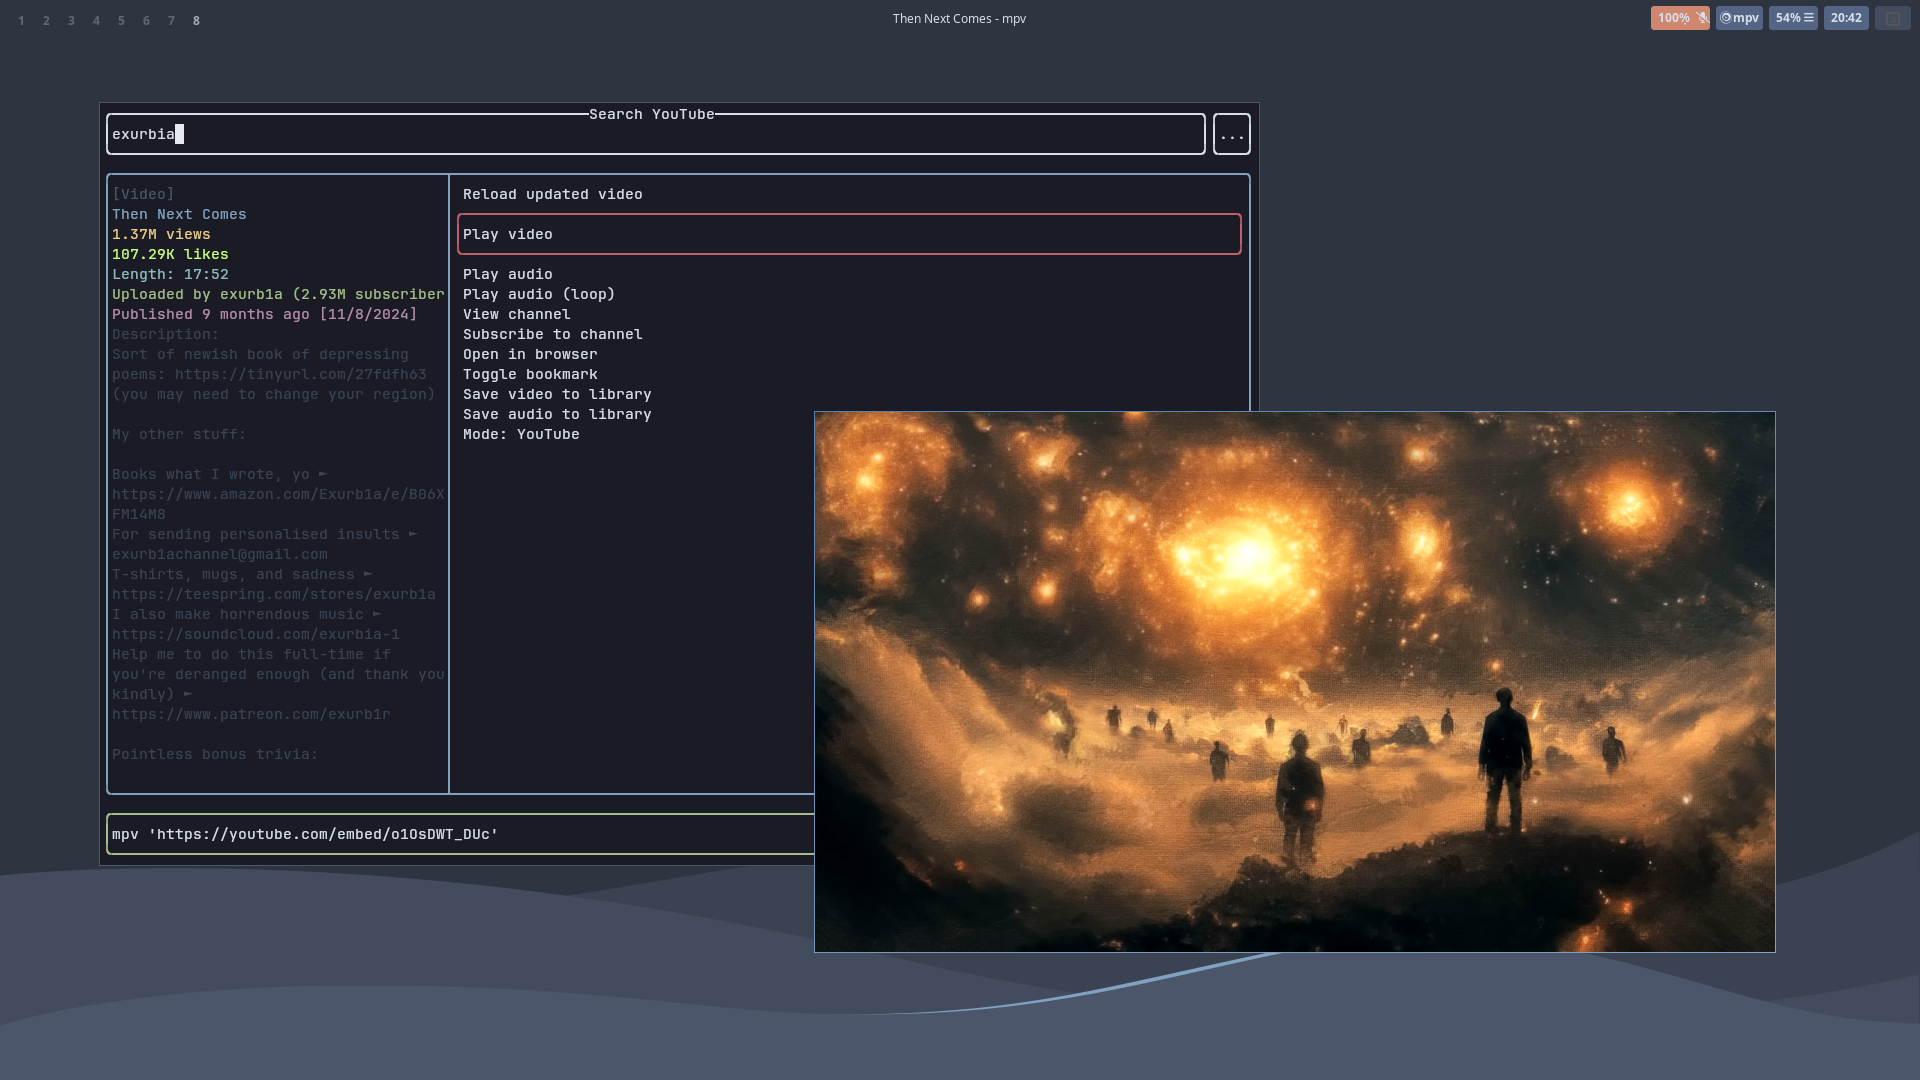 1 2 3 4 5 6 7 8
Then Next Comes - mpv
100% mpv 54% 20:42
Search YouTube
exurbia
...
[Video]
Then Next Comes
1.37M views
107.29K likes
Length: 17:52
Uploaded by exurb1a (2.93M subscriber
Published 9 months ago [11/8/2024]
Description:
Sort of newish book of depressing
poems: https://tinyurl.com/27fdfh63
(you may need to change your region)
My other stuff:
Books what I wrote, yo ►
https://www.amazon.com/Exurb1a/e/B06X
FM14M8
For sending personalised insults ►
exurb1achannel@gmail.com
T-shirts, mugs, and sadness ►
https://teespring.com/stores/exurb1a
I also make horrendous music ►
https://soundcloud.com/exurbia-1
Help me to do this full-time if
you're deranged enough (and thank you
kindly) ►
https://www.patreon.com/exurb1r
Pointless bonus trivia:
Reload updated video
Play video
Play audio
Play audio (loop)
View channel
Subscribe to channel
Open in browser
Toggle bookmark
Save video to library
Save audio to library
Mode: YouTube
mpv 'https://youtube.com/embed/o1OsDWT_DUc'